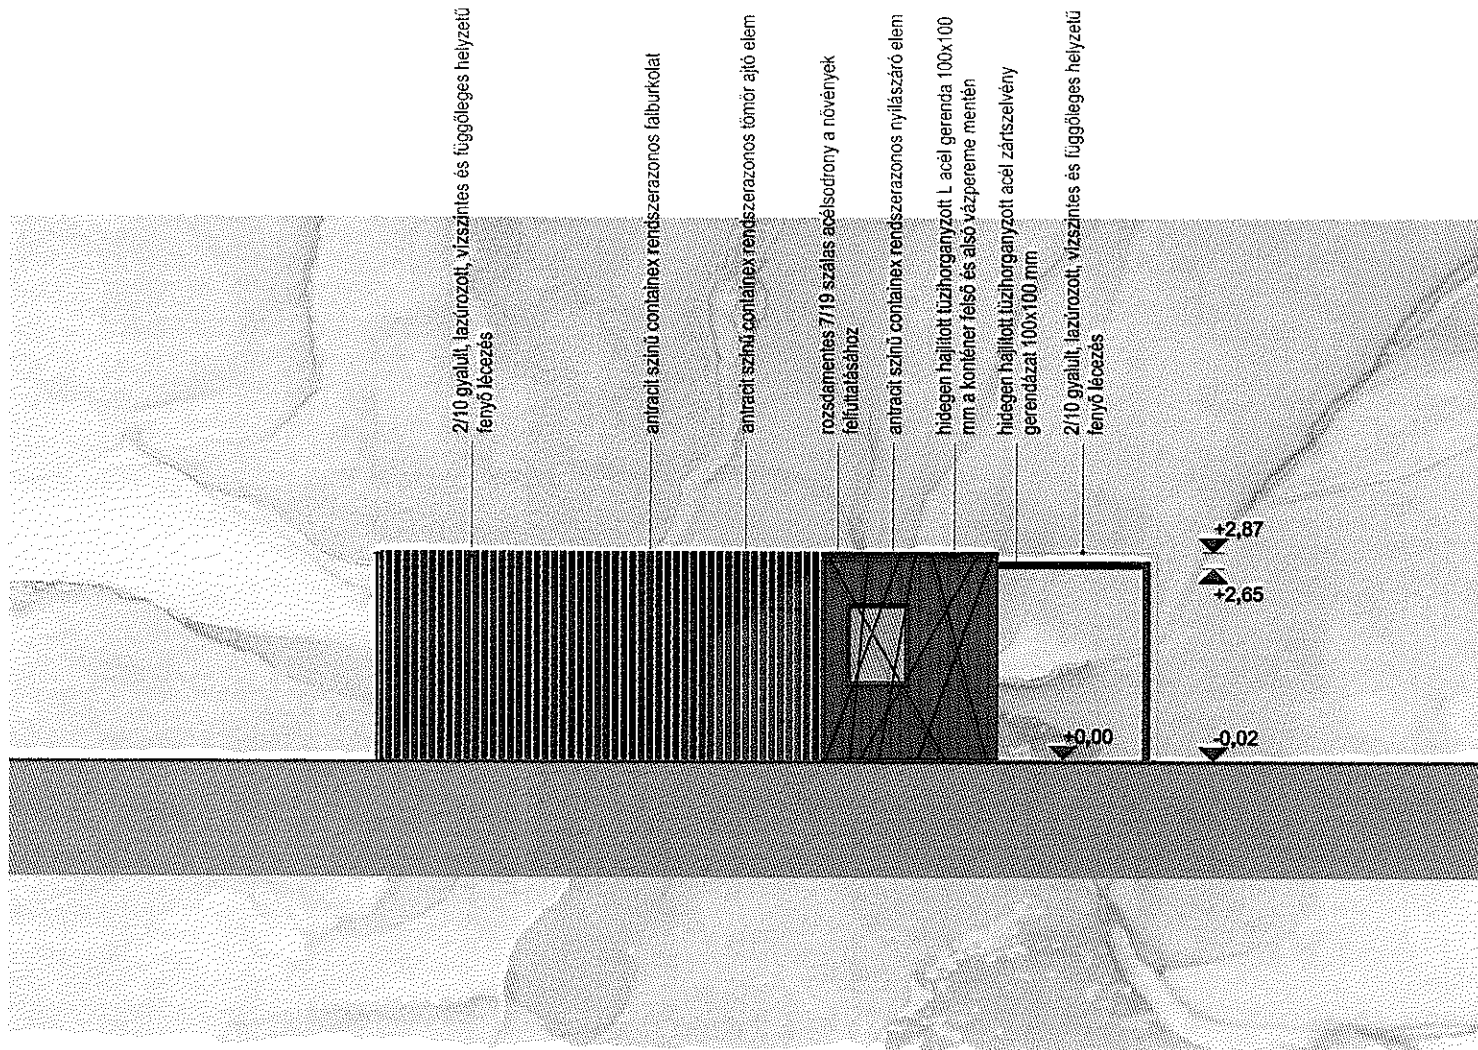 2/10 gyalult, lazúrozott, vízszintes és függőleges helyzetű
fenyő lécezés
antracit színű containex rendszerazonos falburkolat
antracit színű containex rendszerazonos tömör ajtó elem
rozsdamentes 7/19 szálas acélsodrony a növények
felfuttatásához
antracit színű containex rendszerazonos nyílászáró elem
hidegen hajlított tüzihorganyzott L acél gerenda 100x100
mm a konténer felső és alsó vázpereme mentén
hidegen hajlított tüzihorganyzott acél zártszelvény
gerendázat 100x100 mm
2/10 gyalult, lazúrozott, vízszintes és függőleges helyzetű
fenyő lécezés
+2,87
+2,65
±0,00
-0,02